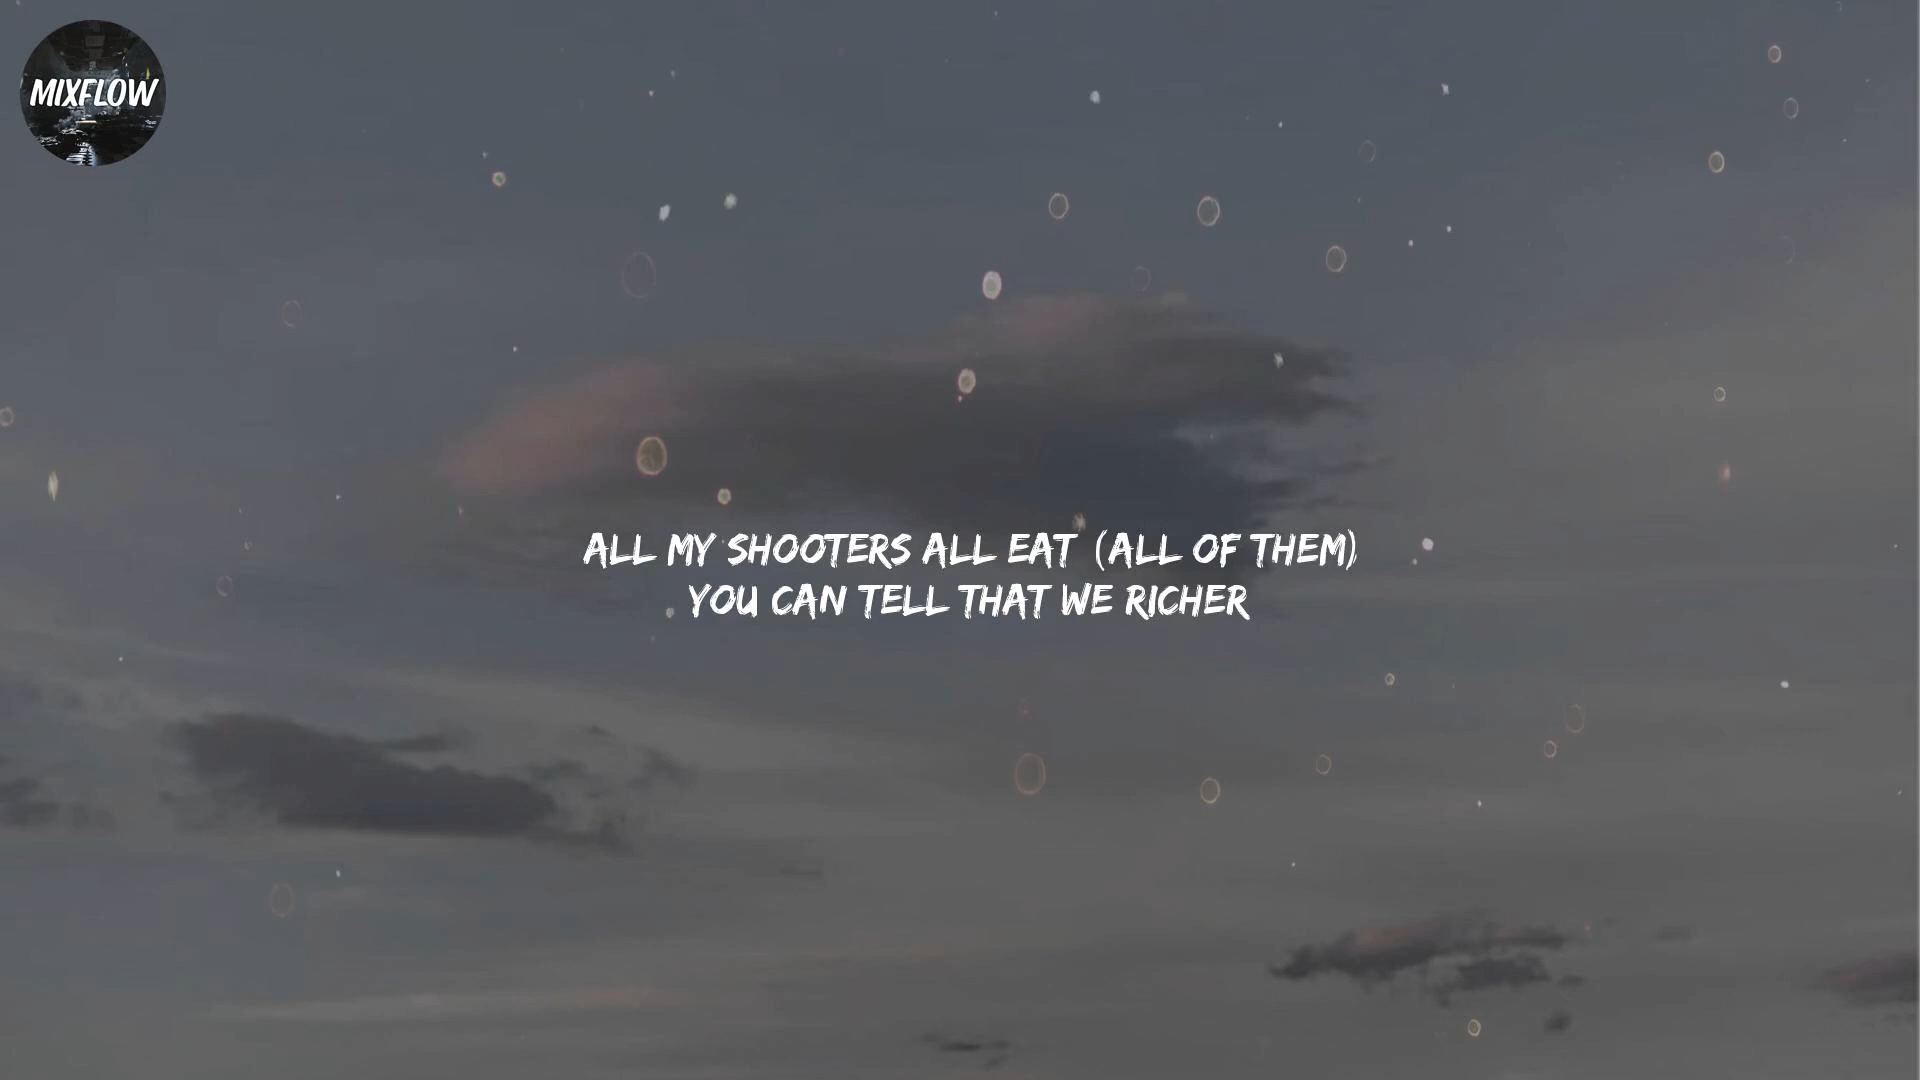 MIXFLOW
ALL MY SHOOTERS ALL EAT (ALL OF THEM)
YOU CAN TELL THAT WE RICHER